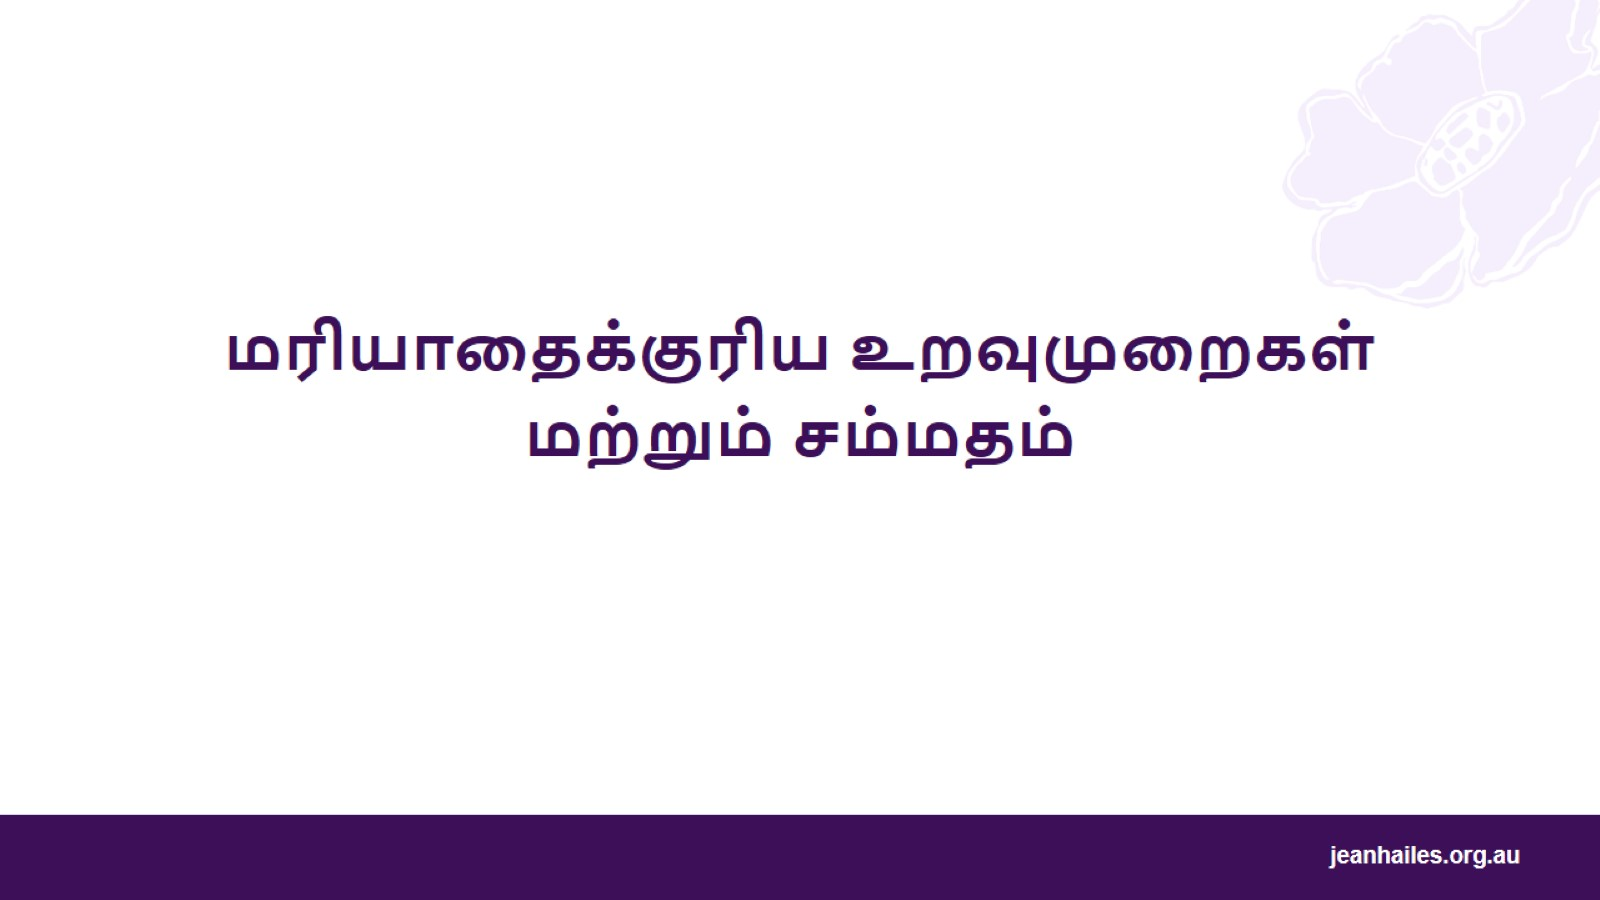 மரியாதைக்குரிய உறவுமுறைகள்
மற்றும் சம்மதம்
jeanhailes.org.au